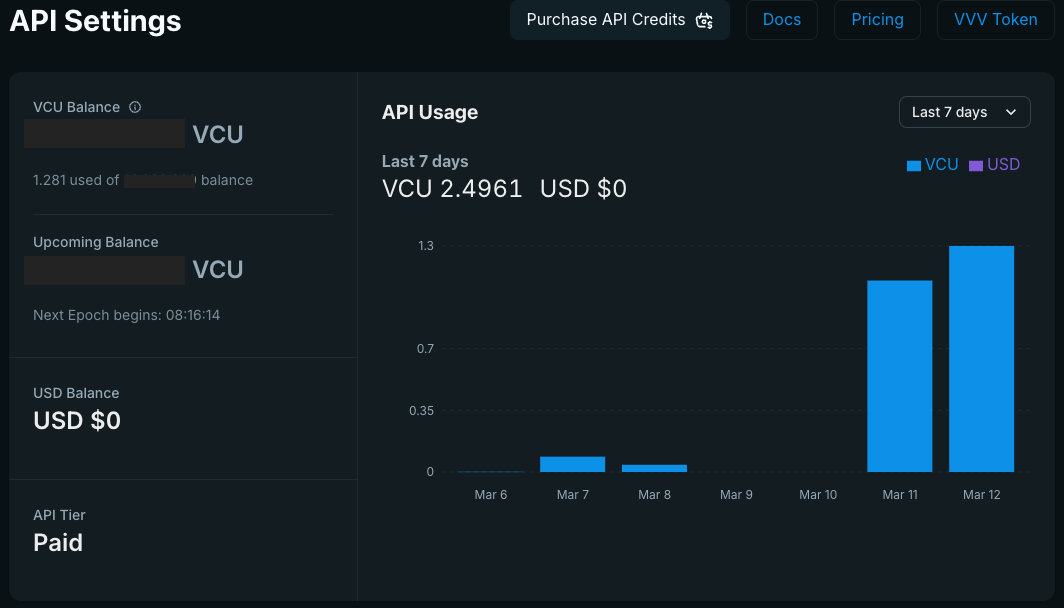 API Settings
Purchase API Credits
Docs
Pricing
VVV Token
VCU Balance
VCU
1.281 used of balance
Upcoming Balance
VCU
Next Epoch begins: 08:16:14
USD Balance
USD $0
API Tier
Paid
API Usage
Last 7 days
Last 7 days
VCU 2.4961 USD $0
VCU USD
1.3
0.7
0.35
0
Mar 6 Mar 7 Mar 8 Mar 9 Mar 10 Mar 11 Mar 12